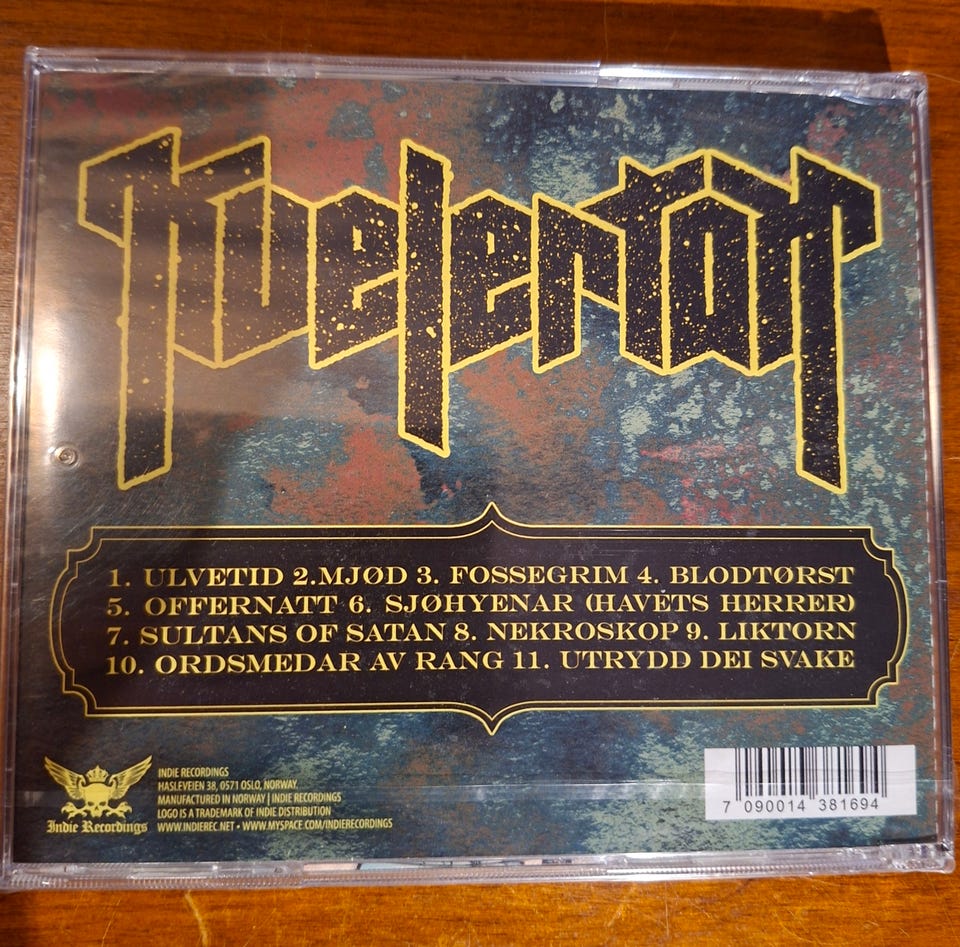 Kvelertak
1. ULVETID 2.MJØD 3. FOSSEGRIM 4. BLODTØRST
5. OFFERNATT 6. SJØHYENAR (HAVETS HERRER)
7. SULTANS OF SATAN 8. NEKROSKOP 9. LIKTORN
10. ORDSMEDAR AV RANG 11. UTRYDD DEI SVAKE
Indie Recordings
INDIE RECORDINGS
HASLEVEIEN 38, 0571 OSLO, NORWAY.
MANUFACTURED IN NORWAY | INDIE RECORDINGS
LOGO IS A TRADEMARK OF INDIE DISTRIBUTION
WWW.INDIEREC.NET • WWW.MYSPACE.COM/INDIERECORDINGS
7 090014 381694